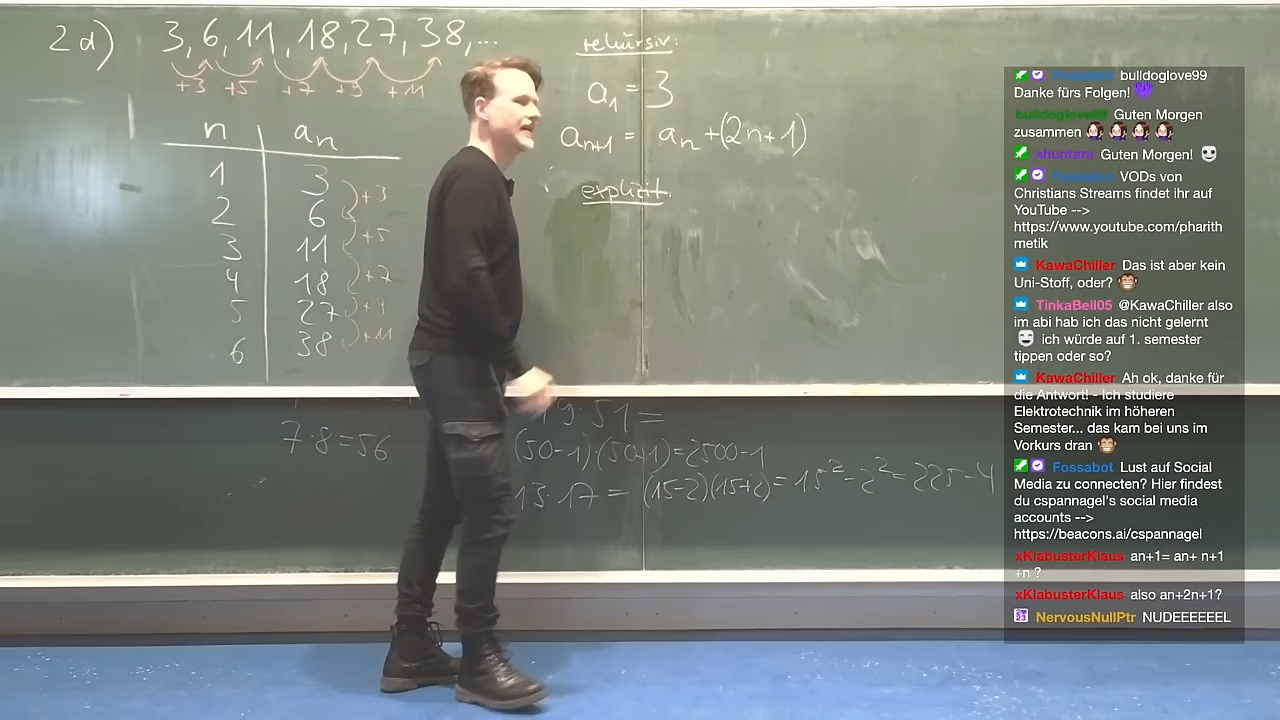 2d) 3, 6, 11, 18, 27, 38, ...
+3 +5 +7 +9 +11
n aₙ
1 3
2 6
3 11
4 18
5 27
6 38
+3
+5
+7
+9
+11
rekursiv:
a₁ = 3
aₙ₊₁ = aₙ + (2n+1)
explizit:
7·8=56
9·51=
(50-1)·(50+1)=2500-1
13·17 = (15-2)(15+2)=15²-2²=225-4
Fossabot bulldoglove99
Danke fürs Folgen!
bulldoglove99 Guten Morgen
zusammen
xhuntara Guten Morgen!
Fossabot VODs von
Christians Streams findet ihr auf
YouTube -->
https://www.youtube.com/pharith
metik
KawaChiller Das ist aber kein
Uni-Stoff, oder?
TinkaBell05 @KawaChiller also
im abi hab ich das nicht gelernt
ich würde auf 1. semester
tippen oder so?
KawaChiller Ah ok, danke für
die Antwort! - Ich studiere
Elektrotechnik im höheren
Semester... das kam bei uns im
Vorkurs dran
Fossabot Lust auf Social
Media zu connecten? Hier findest
du cspannagel's social media
accounts -->
https://beacons.ai/cspannagel
xKlabusterKlaus an+1= an+ n+1
+n ?
xKlabusterKlaus also an+2n+1?
NervousNullPtr NUDEEEEEEL